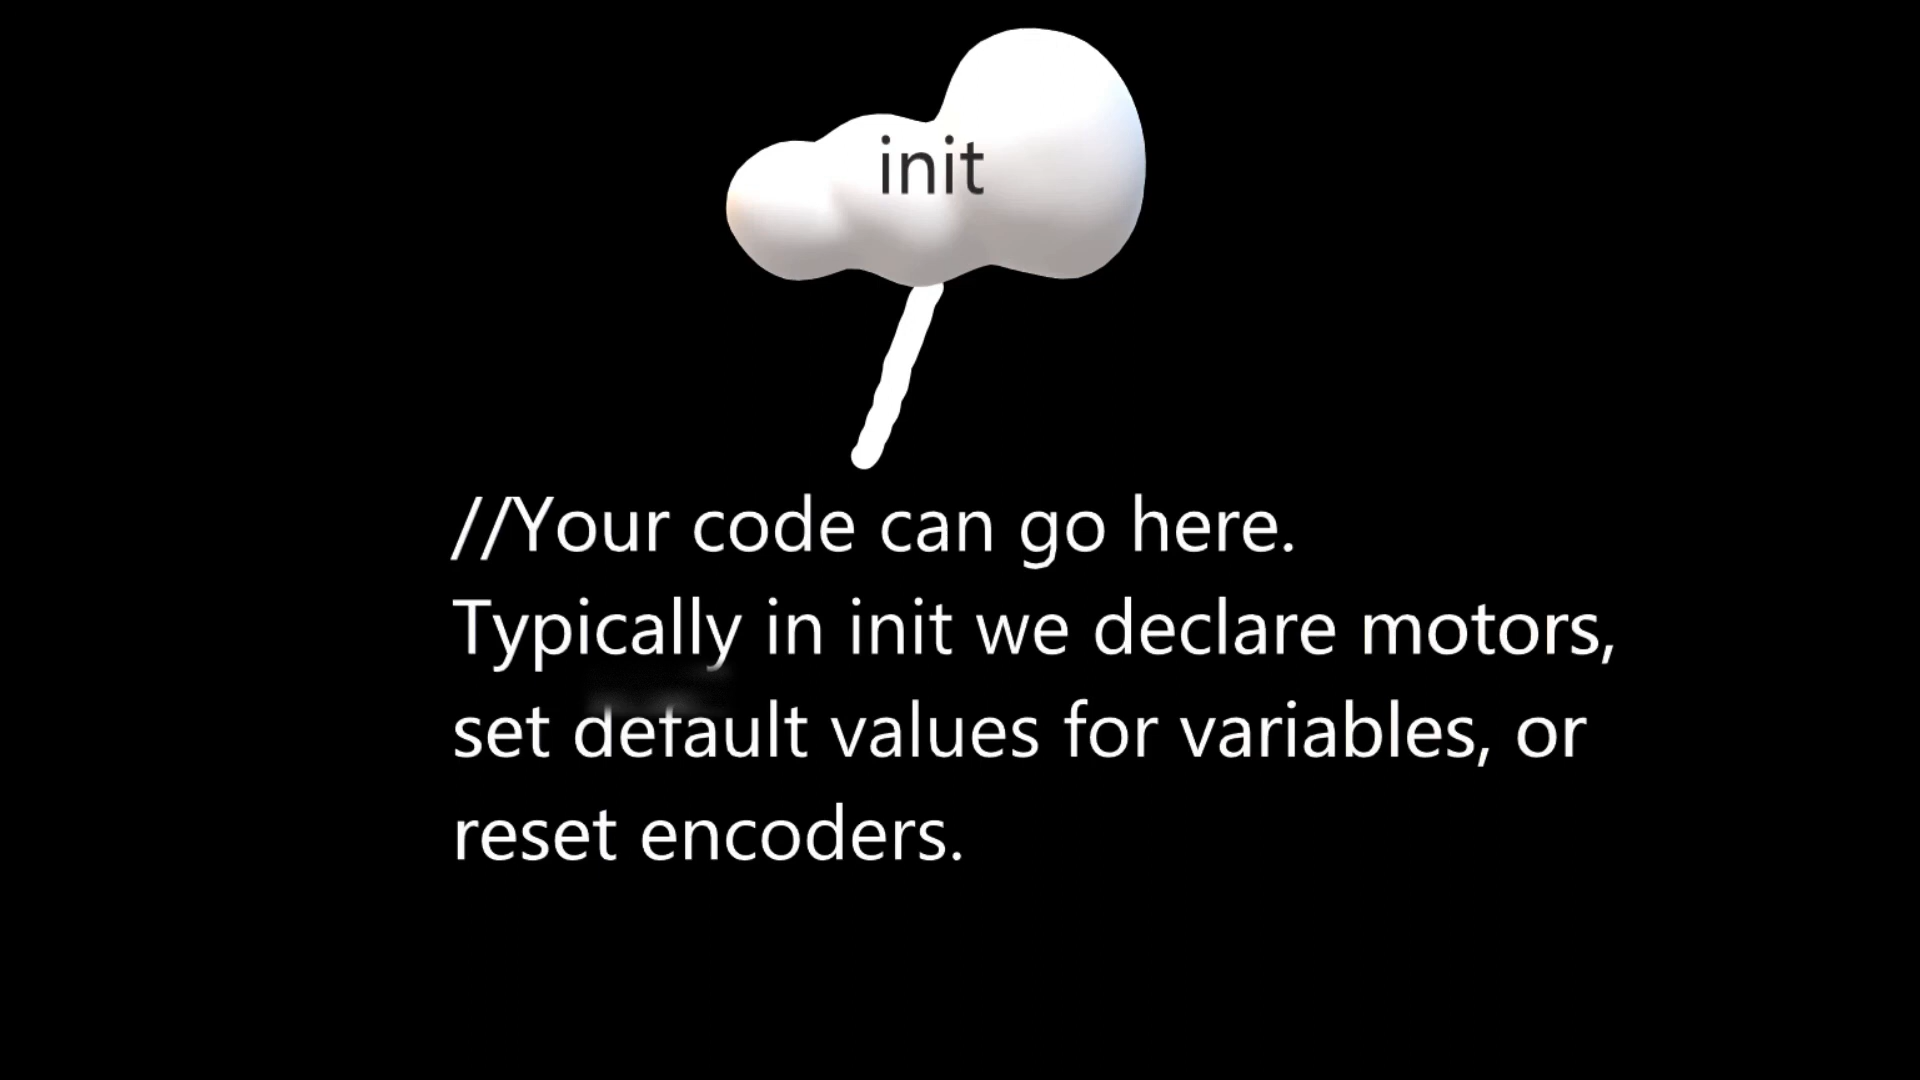 init
//Your code can go here.
Typically in init we declare motors,
set default values for variables, or
reset encoders.